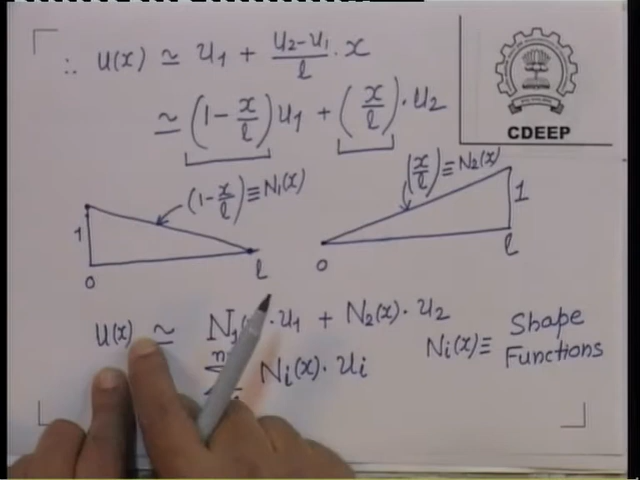 ∴ u(x) ≃ u₁ + (u₂-u₁)/l · x
≃ (1 - x/l) u₁ + (x/l) · u₂
CDEEP
(1-x/l) ≡ N₁(x)
(x/l) ≡ N₂(x)
1
0
l
1
0
l
u(x) ≃ N₁( ) · u₁ + N₂(x) · u₂
Nᵢ(x) · uᵢ
Nᵢ(x) ≡ Shape
Functions